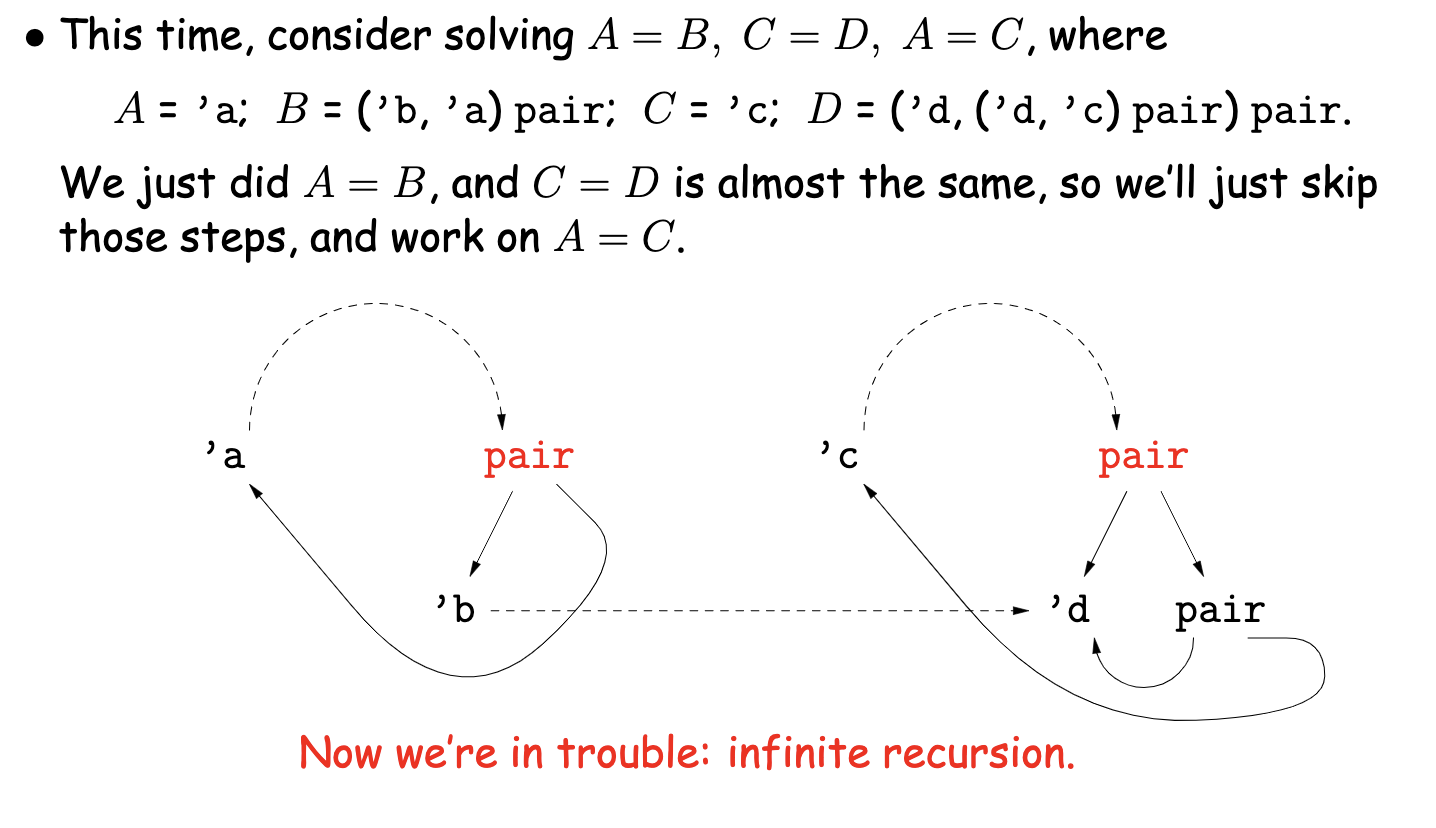 • This time, consider solving A = B, C = D, A = C, where
A = 'a; B = ('b, 'a) pair; C = 'c; D = ('d, ('d, 'c) pair) pair.
We just did A = B, and C = D is almost the same, so we'll just skip
those steps, and work on A = C.
'a pair 'c pair
'b 'd pair
Now we're in trouble: infinite recursion.